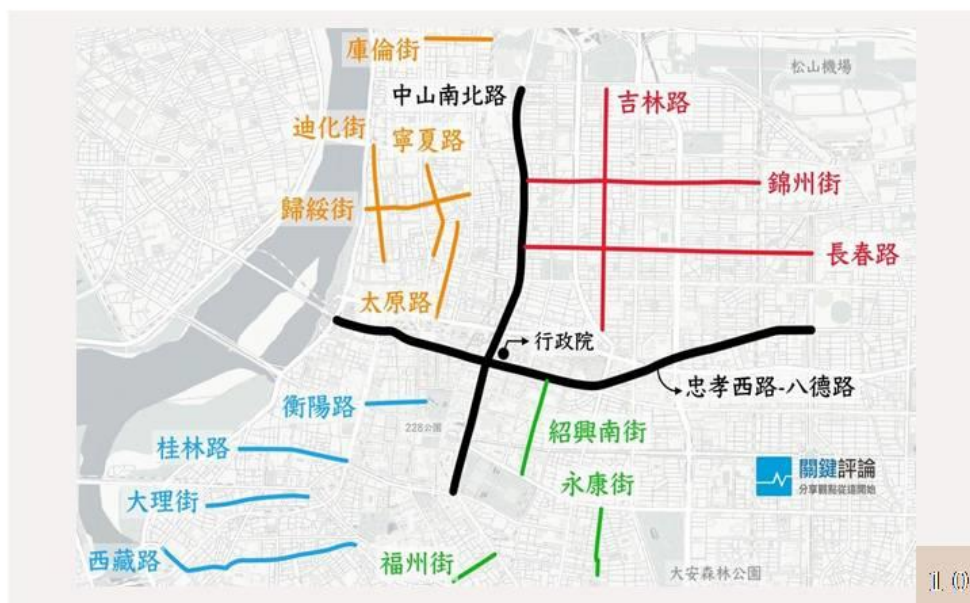 庫倫街
松山機場
中山南北路
吉林路
迪化街
寧夏路
錦州街
歸綏街
長春路
太原路
行政院
忠孝西路-八德路
衡陽路
228公園
紹興南街
桂林路
關鍵評論
分享觀點從這開始
永康街
大理街
西藏路
福州街
大安森林公園